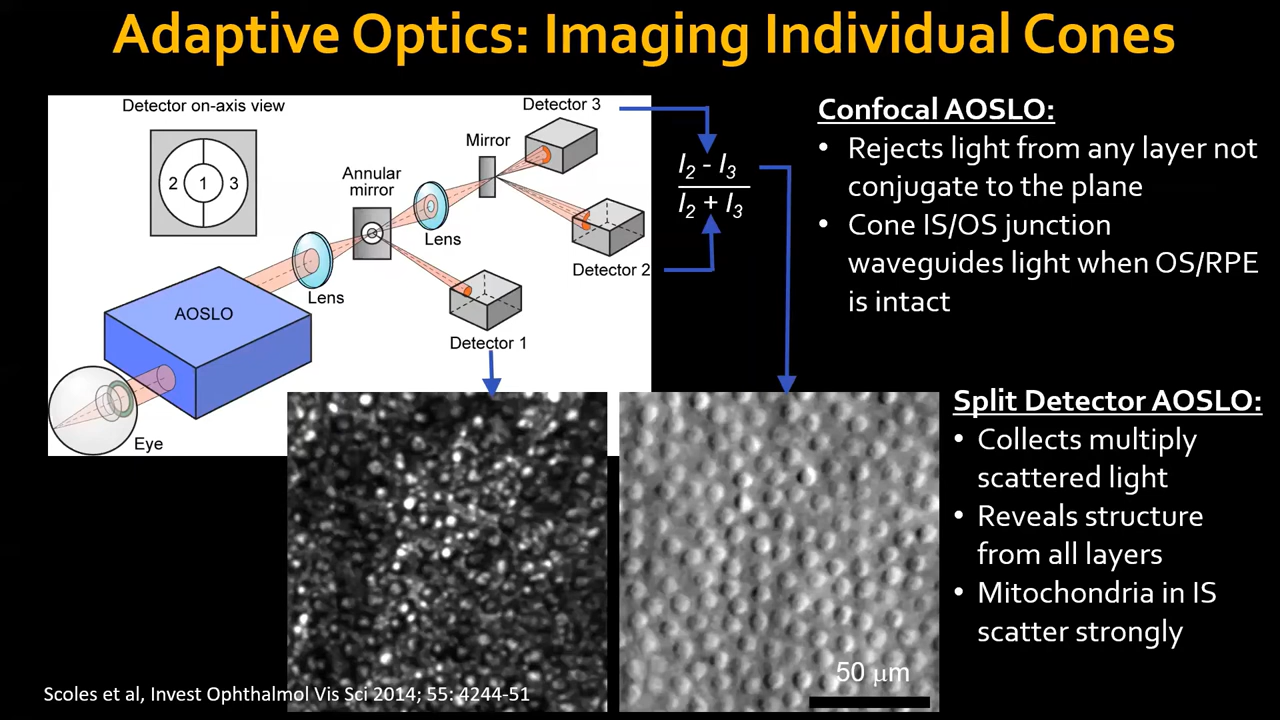 Adaptive Optics: Imaging Individual Cones
Detector on-axis view
2 1 3
Detector 3
Mirror
Annular
mirror
Lens
Detector 2
Lens
AOSLO
Detector 1
Eye
I2 - I3
I2 + I3
Confocal AOSLO:
• Rejects light from any layer not
conjugate to the plane
• Cone IS/OS junction
waveguides light when OS/RPE
is intact
Split Detector AOSLO:
• Collects multiply
scattered light
• Reveals structure
from all layers
• Mitochondria in IS
scatter strongly
50 μm
Scoles et al, Invest Ophthalmol Vis Sci 2014; 55: 4244-51